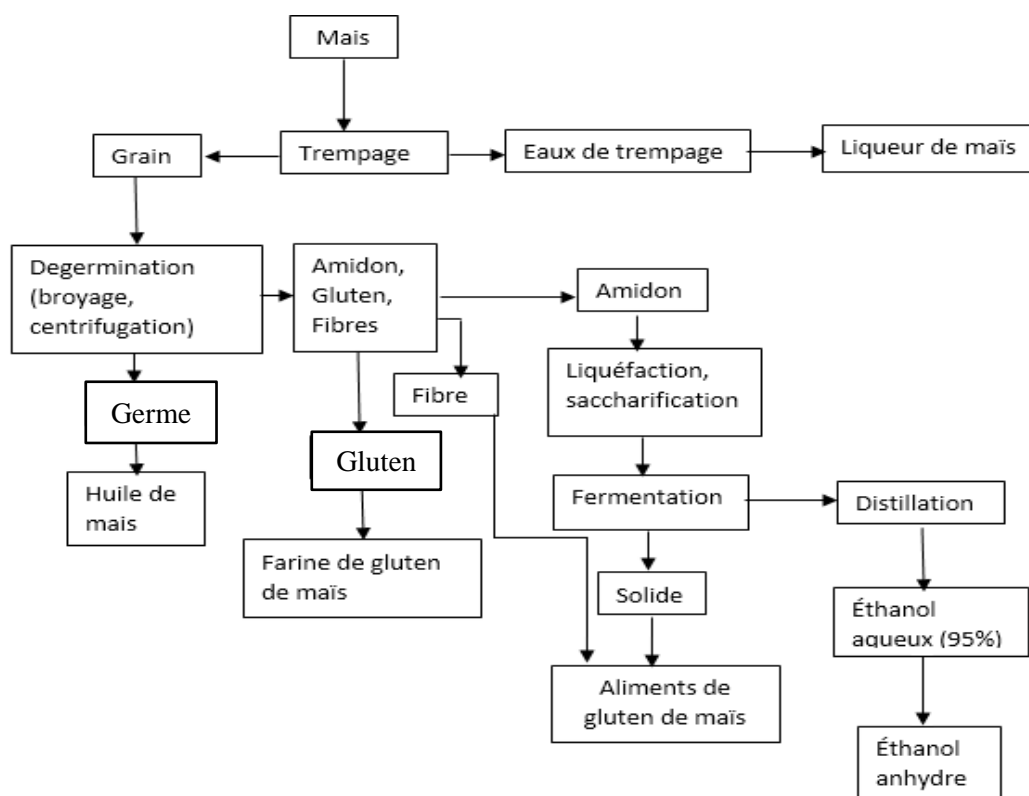 Mais
Grain
Trempage
Eaux de trempage
Liqueur de maïs
Degermination
(broyage,
centrifugation)
Amidon,
Gluten,
Fibres
Amidon
Liquéfaction,
saccharification
Fibre
Germe
Gluten
Huile de
mais
Fermentation
Distillation
Farine de gluten
de maïs
Solide
Éthanol
aqueux (95%)
Aliments de
gluten de maïs
Éthanol
anhydre